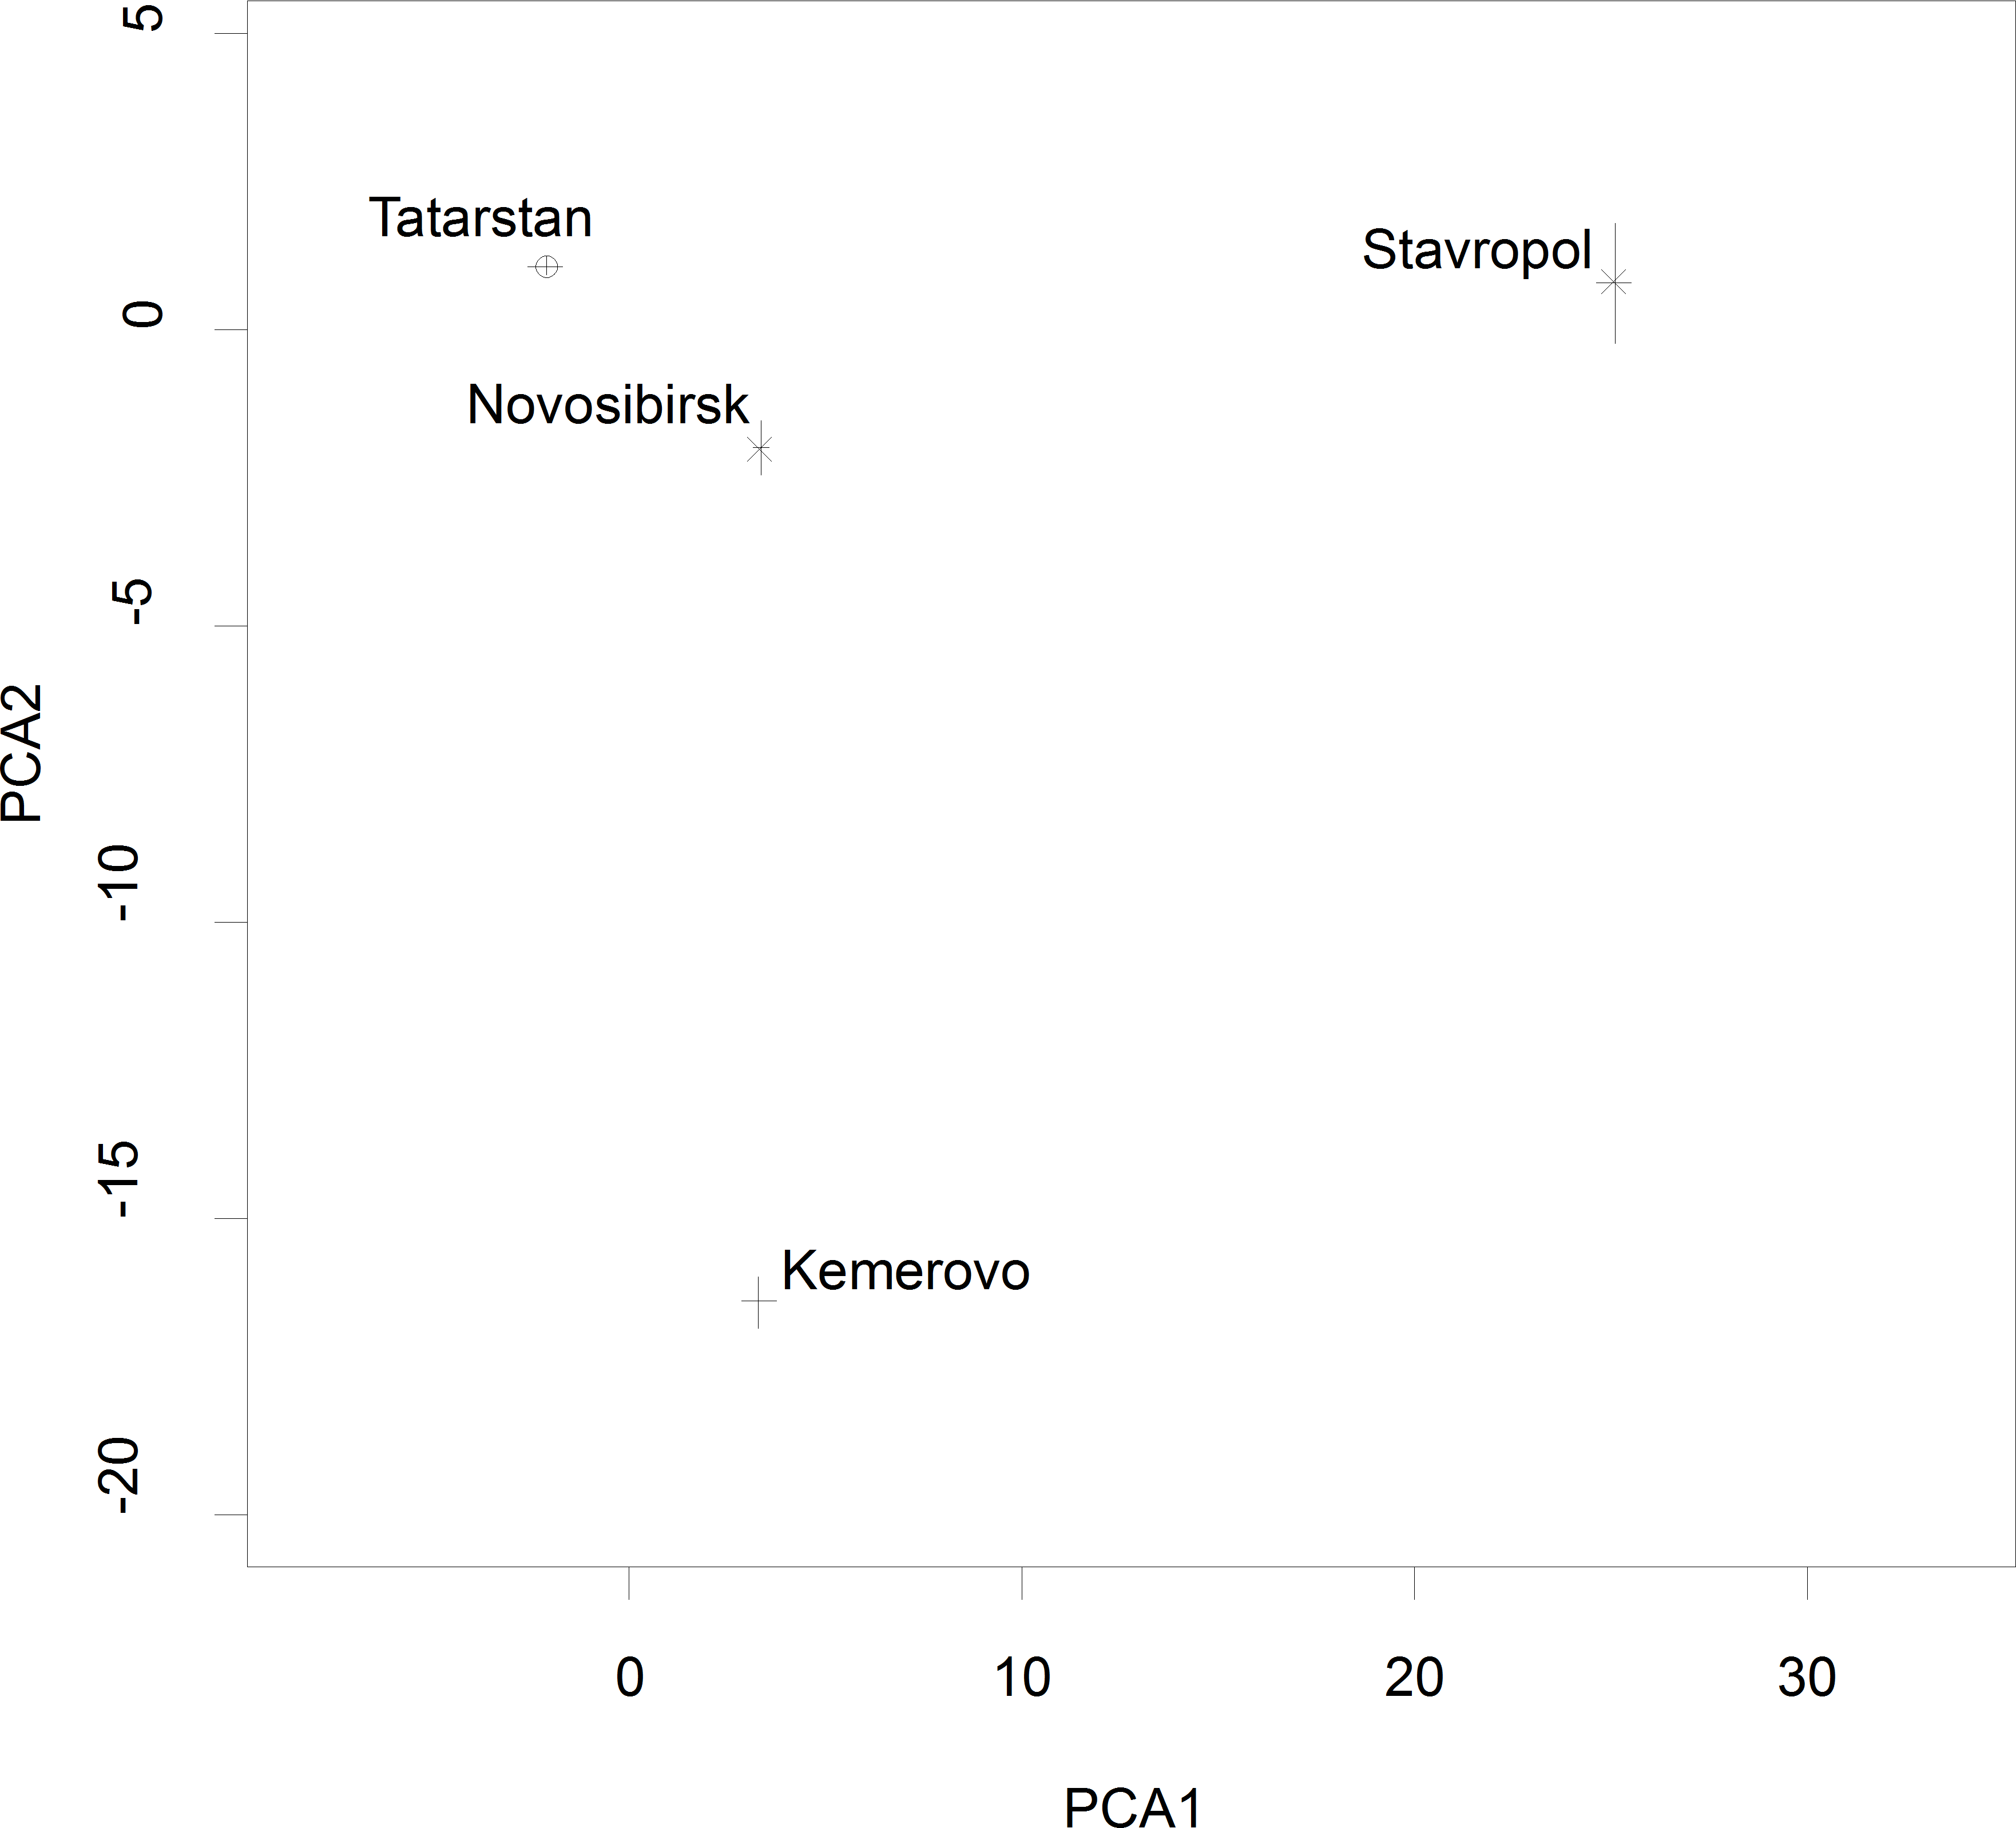 5
Tatarstan
Stavropol
0
Novosibirsk
-5
PCA2
-10
-15
Kemerovo
-20
0 10 20 30
PCA1